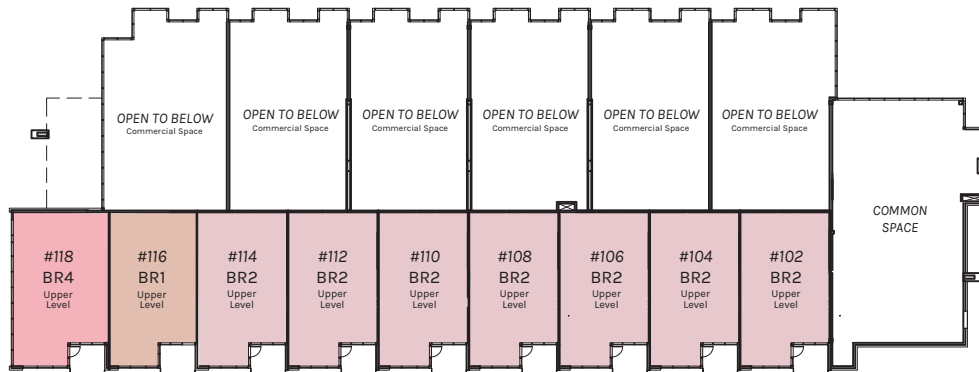 OPEN TO BELOW
Commercial Space
OPEN TO BELOW
Commercial Space
OPEN TO BELOW
Commercial Space
OPEN TO BELOW
Commercial Space
OPEN TO BELOW
Commercial Space
OPEN TO BELOW
Commercial Space
COMMON
SPACE
#118
BR4
Upper
Level
#116
BR1
Upper
Level
#114
BR2
Upper
Level
#112
BR2
Upper
Level
#110
BR2
Upper
Level
#108
BR2
Upper
Level
#106
BR2
Upper
Level
#104
BR2
Upper
Level
#102
BR2
Upper
Level